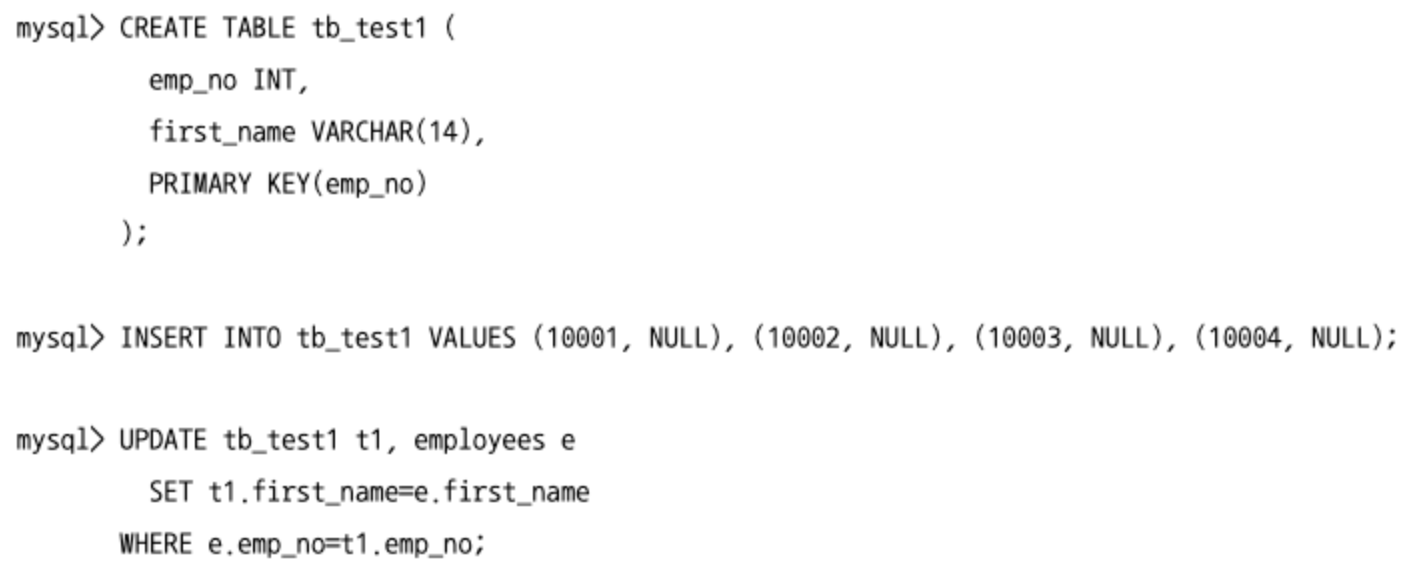 mysql> CREATE TABLE tb_test1 (
emp_no INT,
first_name VARCHAR(14),
PRIMARY KEY(emp_no)
);
mysql> INSERT INTO tb_test1 VALUES (10001, NULL), (10002, NULL), (10003, NULL), (10004, NULL);
mysql> UPDATE tb_test1 t1, employees e
SET t1.first_name=e.first_name
WHERE e.emp_no=t1.emp_no;